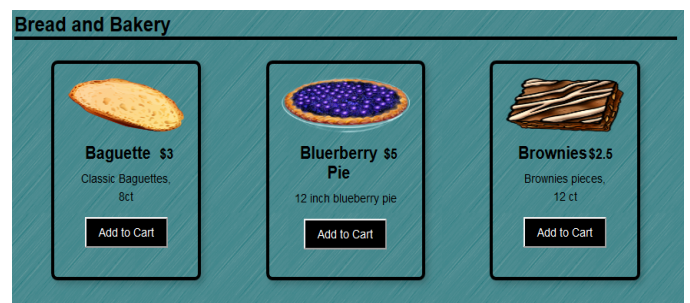 Bread and Bakery
Baguette $3
Classic Baguettes,
8ct
Add to Cart
Bluerberry $5
Pie
12 inch blueberry pie
Add to Cart
Brownies $2.5
Brownies pieces,
12 ct
Add to Cart